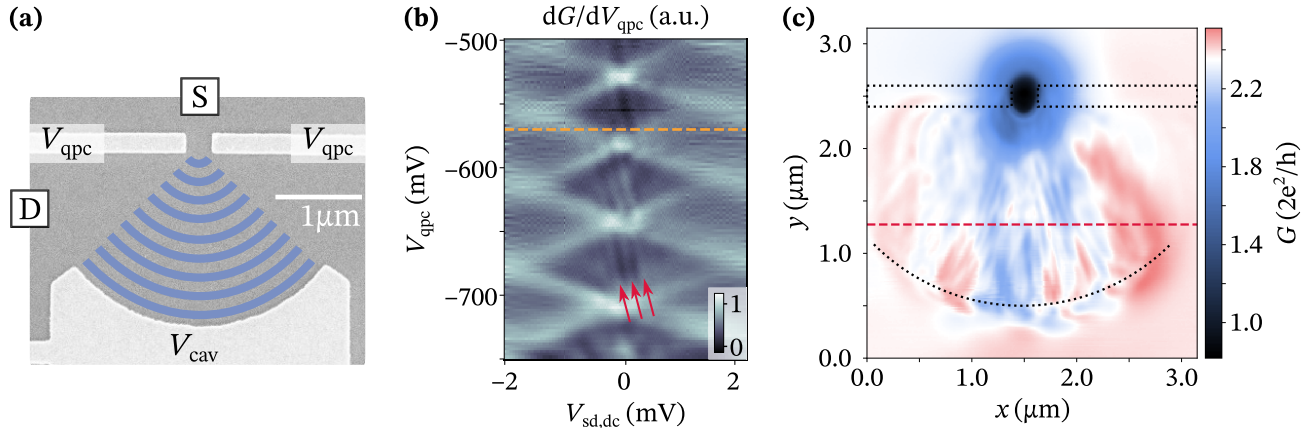 (a)
S
V_qpc
V_qpc
D
1µm
V_cav
(b)
dG/dV_qpc (a.u.)
V_qpc (mV)
−500
−600
−700
1
0
−2
0
2
V_sd,dc (mV)
(c)
y (µm)
3.0
2.0
1.0
0.0
0.0
1.0
2.0
3.0
x (µm)
2.2
1.8
1.4
1.0
G (2e²/h)